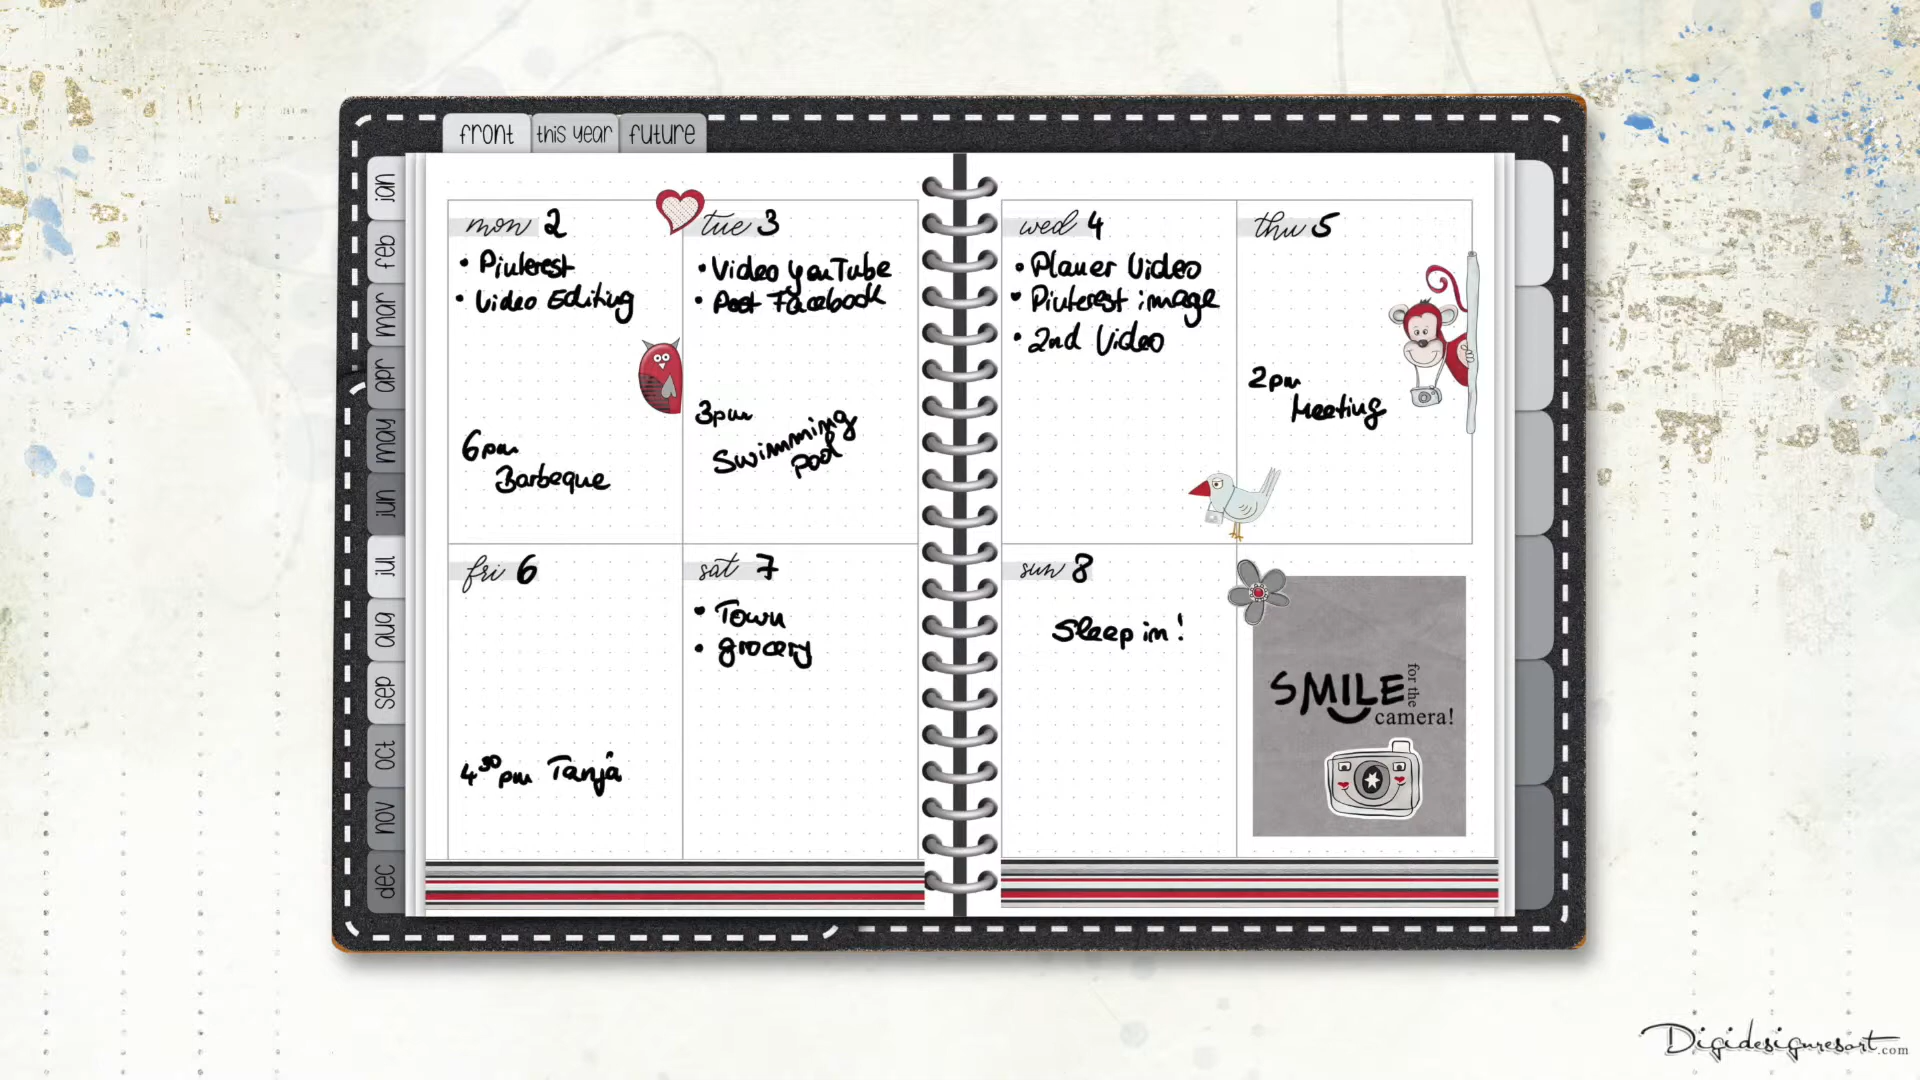 front this year future
jan
feb
mar
apr
may
jun
jul
aug
sep
oct
nov
dec
mon 2
• Pinterest
• Video Editing
6pm
Barbeque
tue 3
• Video YouTube
• Post Facebook
3pm
Swimming
pool
wed 4
• Planer Video
• Pinterest image
• 2nd Video
thu 5
2pm
Meeting
fri 6
4³⁰pm Tanja
sat 7
• Town
• grocery
sun 8
Sleep in!
SMILE for the
camera!
Digidesignresort.com